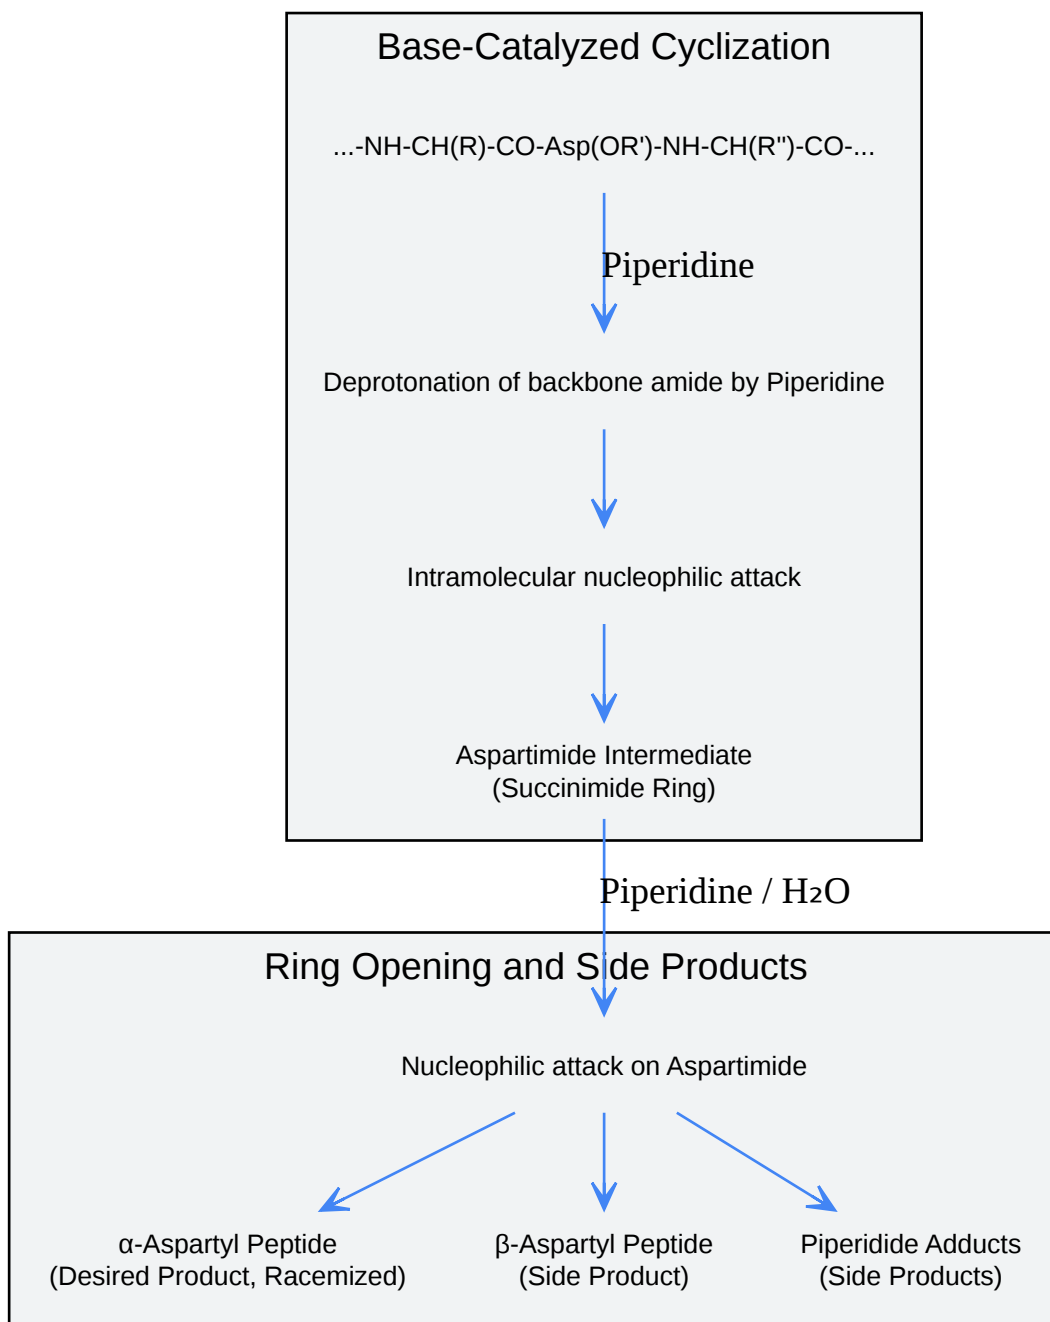 Base-Catalyzed Cyclization
...-NH-CH(R)-CO-Asp(OR')-NH-CH(R")-CO-...
Piperidine
Deprotonation of backbone amide by Piperidine
Intramolecular nucleophilic attack
Aspartimide Intermediate
(Succinimide Ring)
Piperidine / H₂O
Ring Opening and Side Products
Nucleophilic attack on Aspartimide
α-Aspartyl Peptide
(Desired Product, Racemized)
β-Aspartyl Peptide
(Side Product)
Piperidide Adducts
(Side Products)